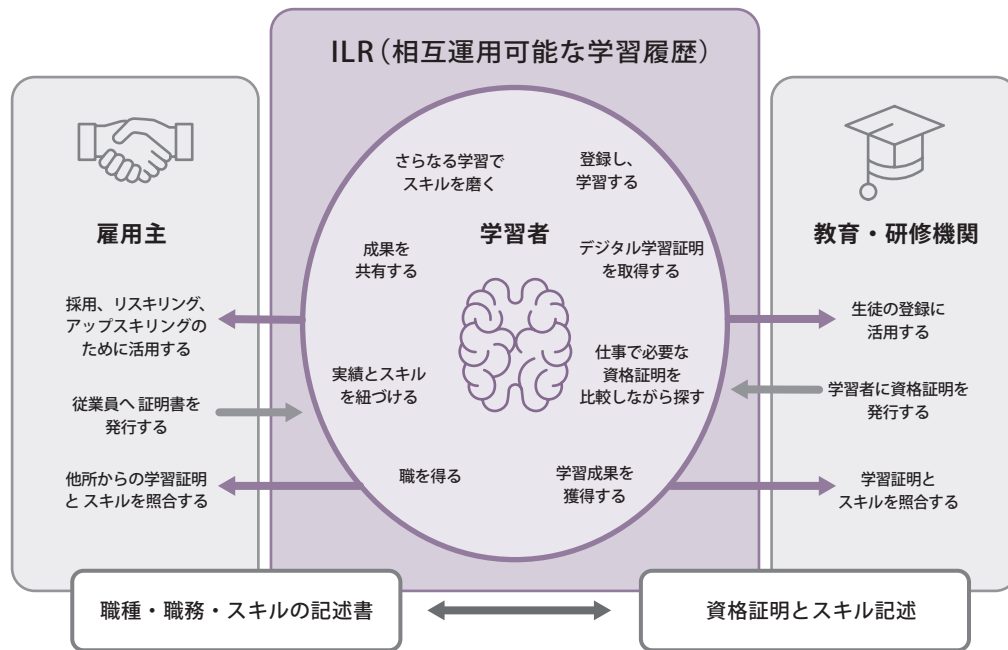 ILR（相互運用可能な学習履歴）
雇用主
採用、リスキリング、
アップスキリングの
ために活用する
従業員へ 証明書を
発行する
他所からの学習証明
と スキルを照合する
学習者
さらなる学習で
スキルを磨く
登録し、
学習する
成果を
共有する
デジタル学習証明
を取得する
実績とスキル
を紐づける
仕事で必要な
資格証明を
比較しながら探す
職を得る
学習成果を
獲得する
教育・研修機関
生徒の登録に
活用する
学習者に資格証明を
発行する
学習証明と
スキルを照合する
職種・職務・スキルの記述書
資格証明とスキル記述